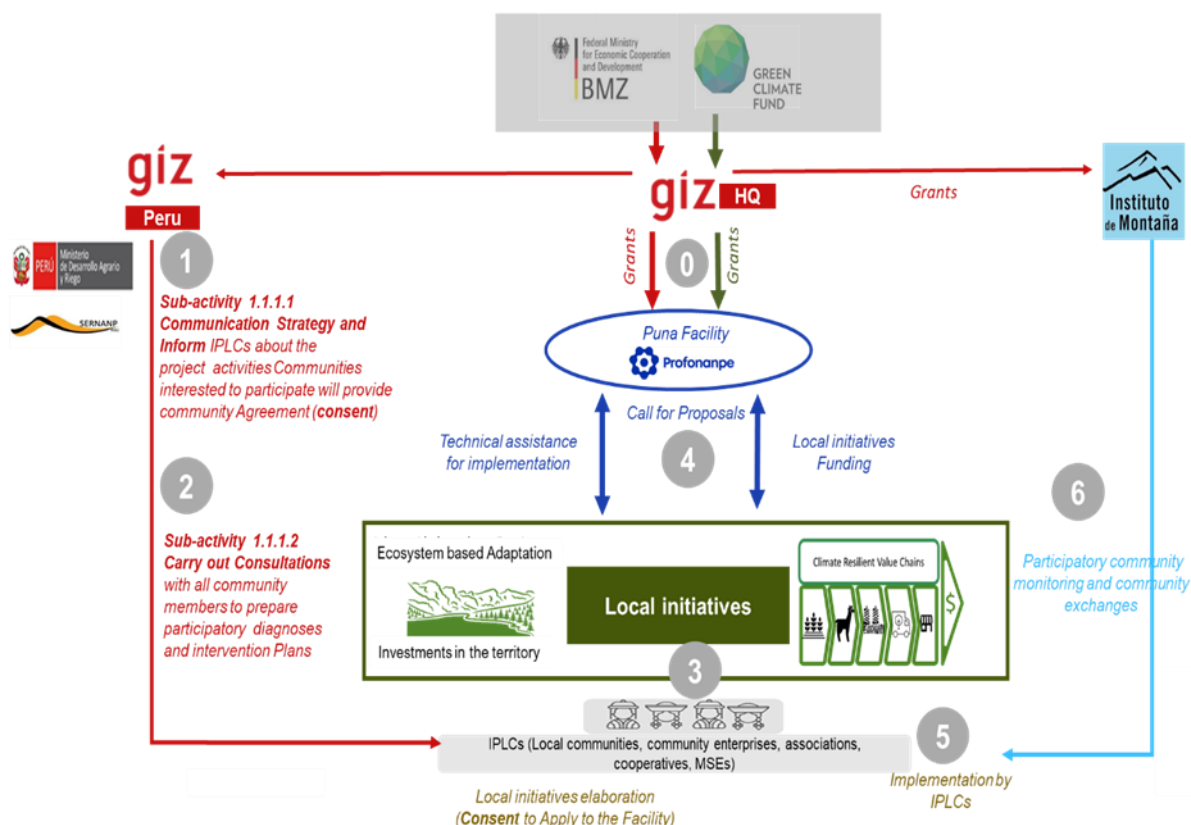 Federal Ministry
for Economic Cooperation
and Development
BMZ
GREEN
CLIMATE
FUND
giz
Peru
giz HQ
Grants
Instituto
de Montaña
PERÚ
Ministerio
de Desarrollo Agrario
y Riego
SERNANP
1
Sub-activity 1.1.1.1
Communication Strategy and
Inform IPLCs about the
project activities Communities
interested to participate will provide
community Agreement (consent)
Grants
0
Grants
Puna Facility
Profonanpe
Call for Proposals
Technical assistance
for implementation
4
Local initiatives
Funding
2
Sub-activity 1.1.1.2
Carry out Consultations
with all community
members to prepare
participatory diagnoses
and intervention Plans
6
Participatory community
monitoring and community
exchanges
Ecosystem based Adaptation
Investments in the territory
Local initiatives
Climate Resilient Value Chains
$
3
IPLCs (Local communities, community enterprises, associations,
cooperatives, MSEs)
5
Implementation by
IPLCs
Local initiatives elaboration
(Consent to Apply to the Facility)